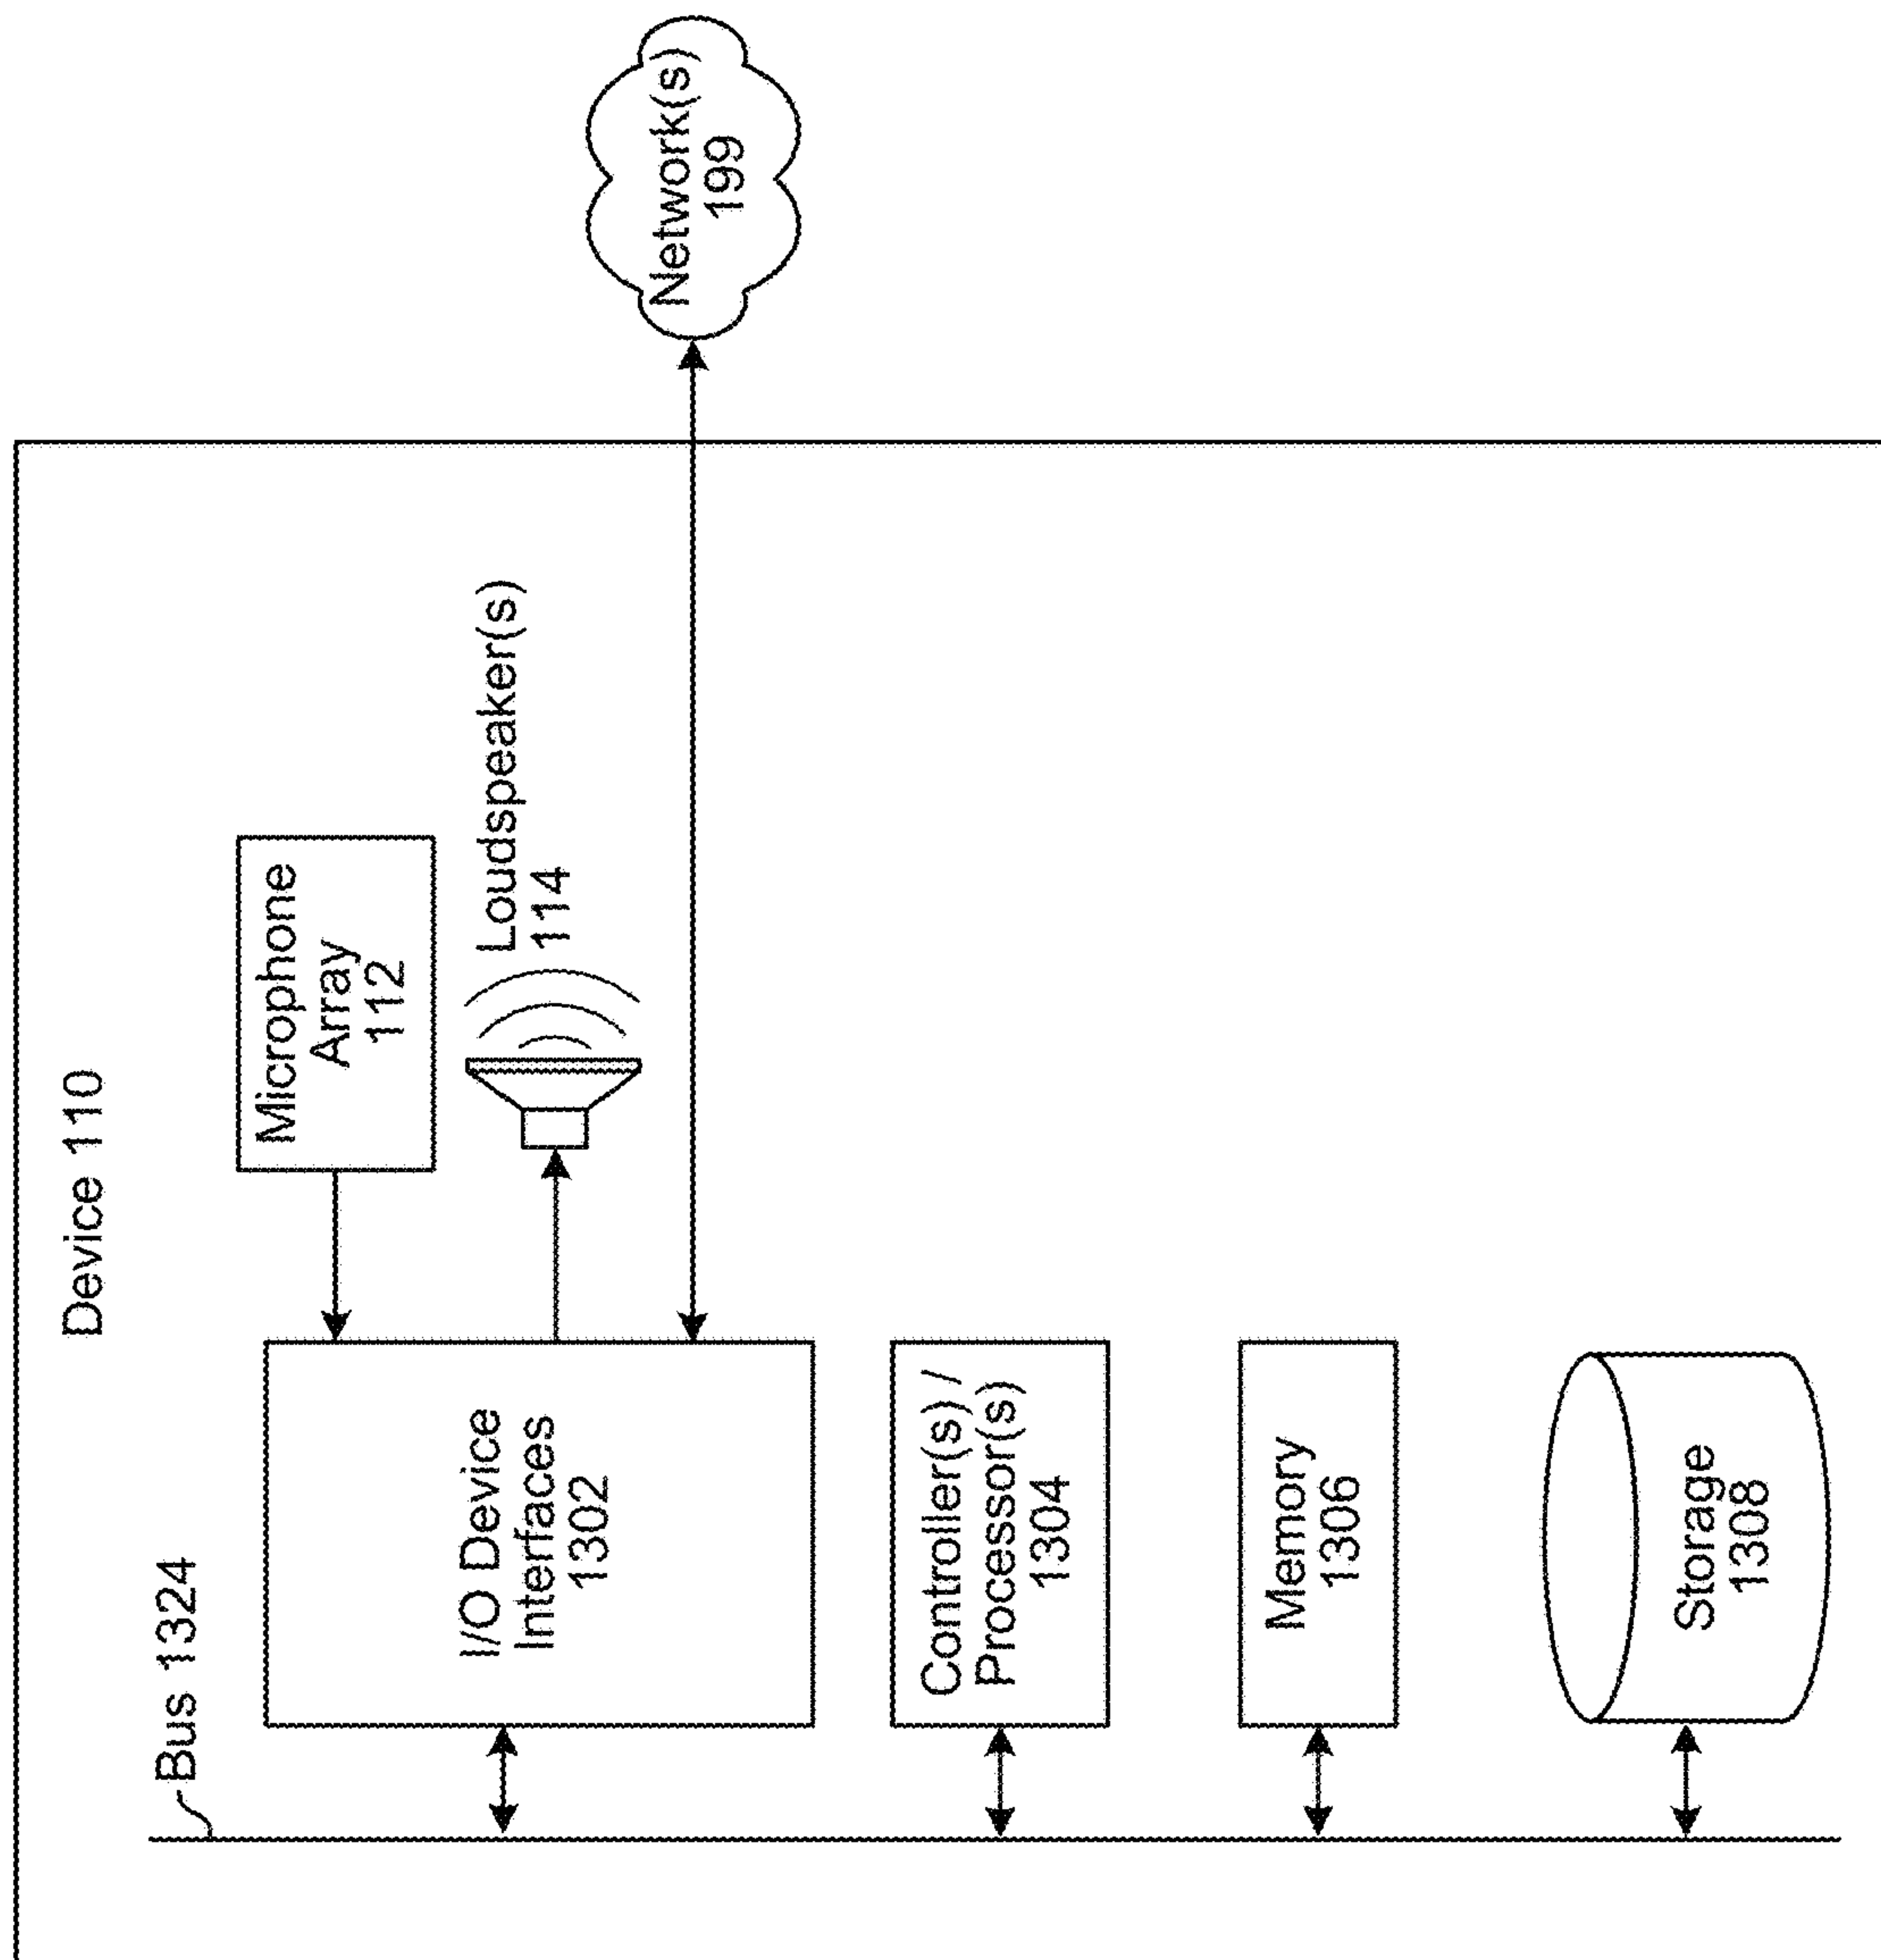 Device 110
Bus 1324
I/O Device
Interfaces
1302
Microphone
Array
112
Loudspeaker(s)
114
Network(s)
199
Controller(s) /
Processor(s)
1304
Memory
1306
Storage
1308